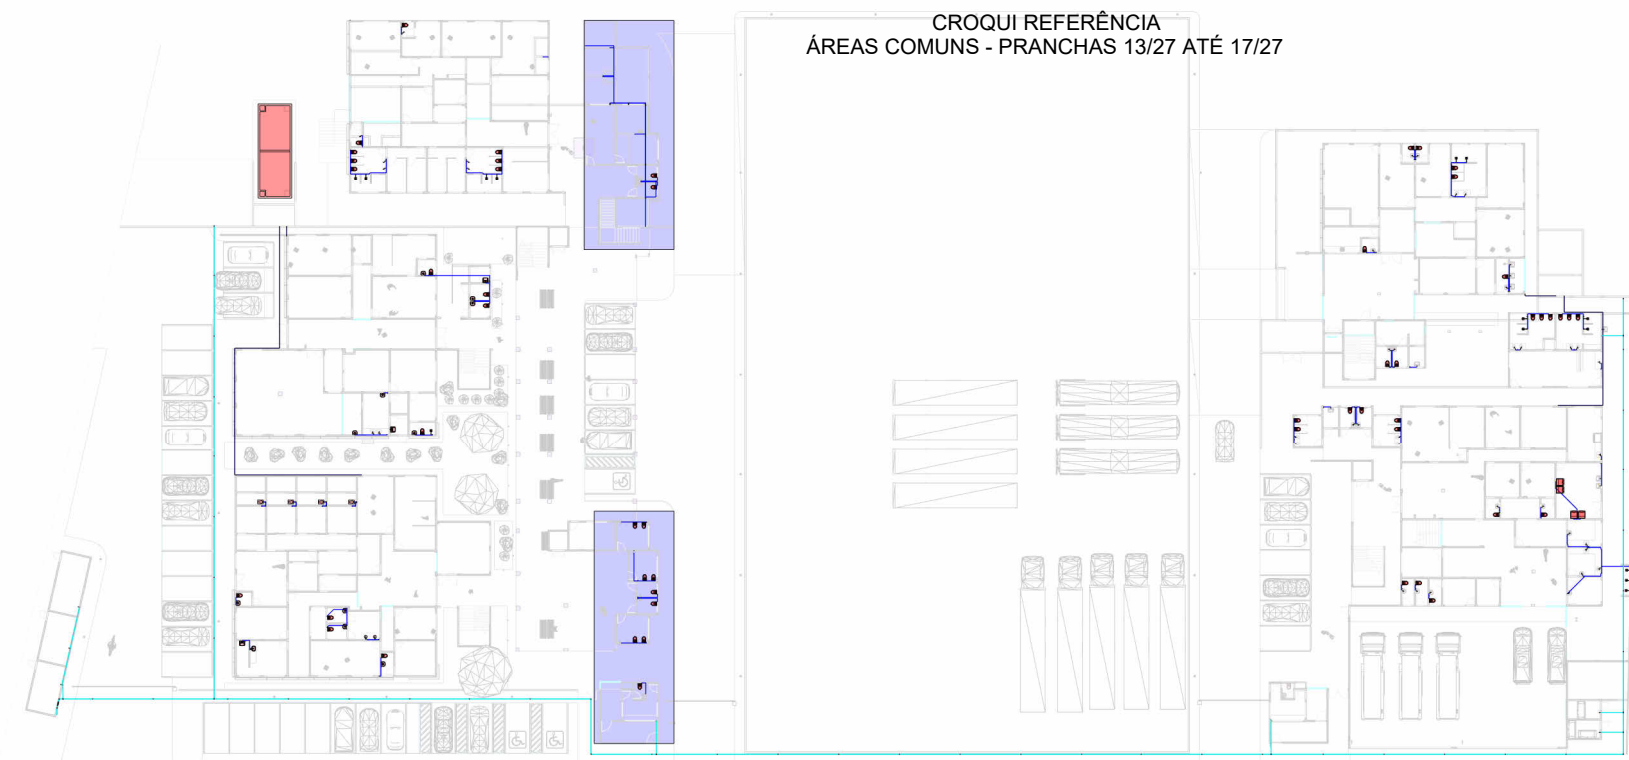 CROQUI REFERÊNCIA
ÁREAS COMUNS - PRANCHAS 13/27 ATÉ 17/27